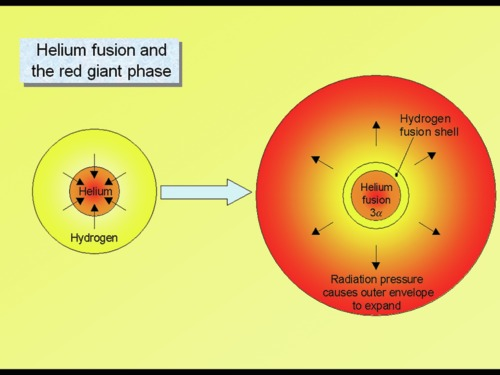 Helium fusion and
the red giant phase
Helium
Hydrogen
Hydrogen
fusion shell
Helium
fusion
3α
Radiation pressure
causes outer envelope
to expand